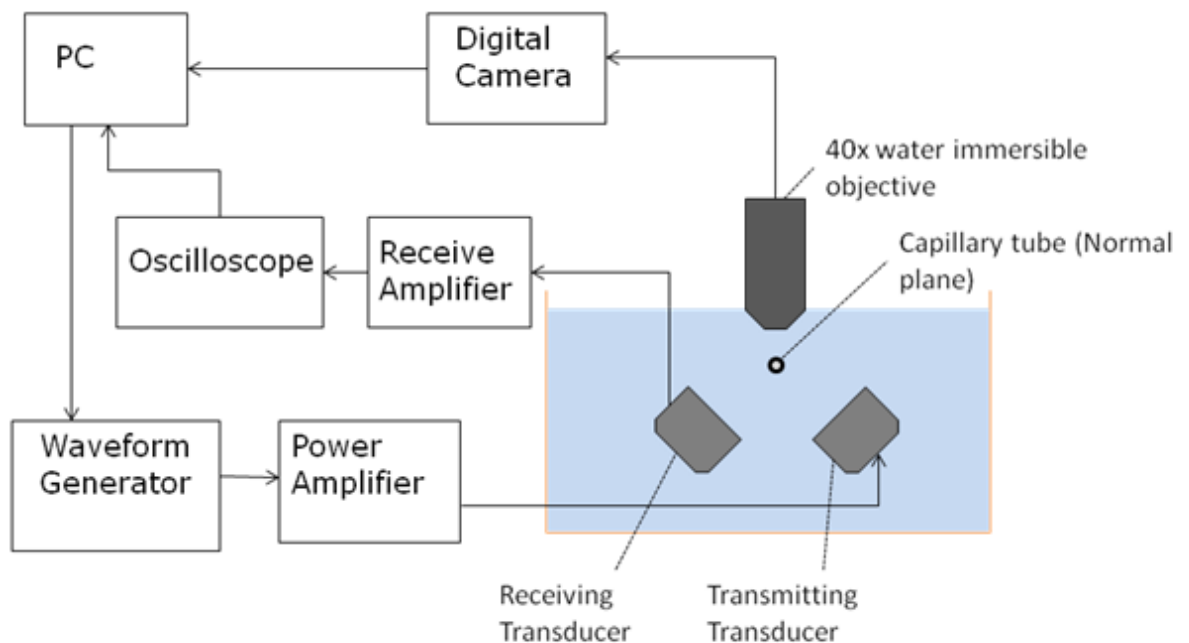 PC
Digital
Camera
40x water immersible
objective
Capillary tube (Normal
plane)
Oscilloscope
Receive
Amplifier
Waveform
Generator
Power
Amplifier
Receiving
Transducer
Transmitting
Transducer